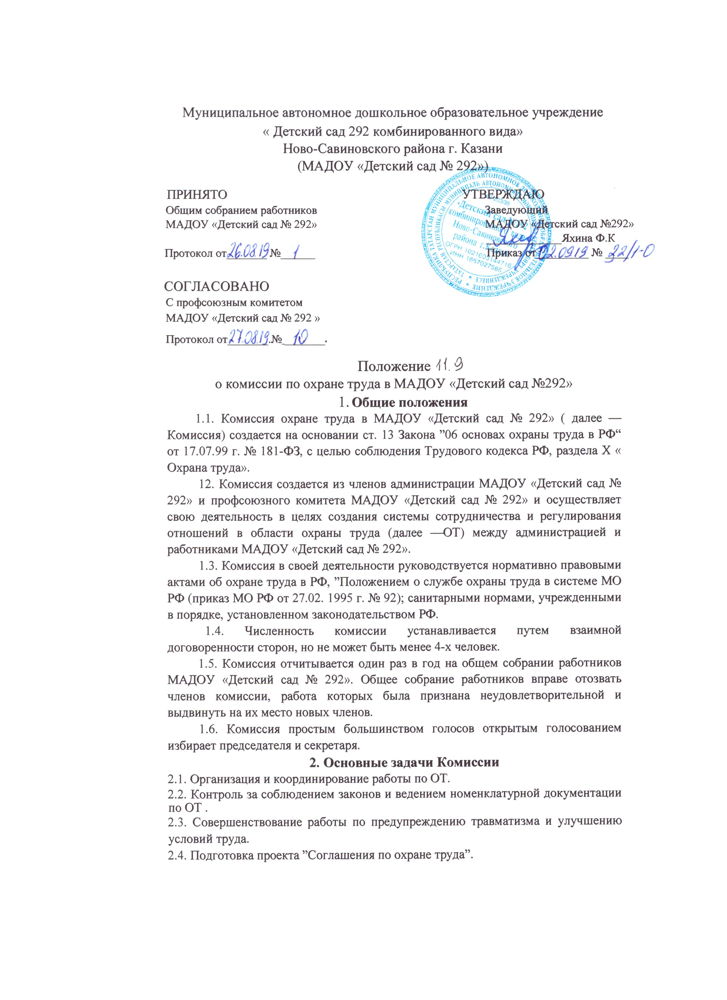 Муниципальное автономное дошкольное образовательное учреждение
« Детский сад 292 комбинированного вида»
Ново-Савиновского района г. Казани
(МАДОУ «Детский сад № 292»)
ПРИНЯТО
Общим собранием работников
МАДОУ «Детский сад № 292»
Протокол от 26.08.19 № 1
УТВЕРЖДАЮ
Заведующий
МАДОУ «Детский сад №292»
Яхина Ф.К
Приказ от 02.09.19 № 32/1-О
«Детский сад №292
комбинированного вида»
Ново-Савиновского
района г.Казани
ОГРН 1021603144716
ИНН 1657027586
СОГЛАСОВАНО
С профсоюзным комитетом
МАДОУ «Детский сад № 292 »
Протокол от 27.08.19.№ 10.
Положение 11.9
о комиссии по охране труда в МАДОУ «Детский сад №292»
1. Общие положения
1.1. Комиссия охране труда в МАДОУ «Детский сад № 292» ( далее —
Комиссия) создается на основании ст. 13 Закона ”06 основах охраны труда в РФ“
от 17.07.99 г. № 181-ФЗ, с целью соблюдения Трудового кодекса РФ, раздела X «
Охрана труда».
12. Комиссия создается из членов администрации МАДОУ «Детский сад №
292» и профсоюзного комитета МАДОУ «Детский сад № 292» и осуществляет
свою деятельность в целях создания системы сотрудничества и регулирования
отношений в области охраны труда (далее —ОТ) между администрацией и
работниками МАДОУ «Детский сад № 292».
1.3. Комиссия в своей деятельности руководствуется нормативно правовыми
актами об охране труда в РФ, ”Положением о службе охраны труда в системе МО
РФ (приказ МО РФ от 27.02. 1995 г. № 92); санитарными нормами, учрежденными
в порядке, установленном законодательством РФ.
1.4. Численность комиссии устанавливается путем взаимной
договоренности сторон, но не может быть менее 4-х человек.
1.5. Комиссия отчитывается один раз в год на общем собрании работников
МАДОУ «Детский сад № 292». Общее собрание работников вправе отозвать
членов комиссии, работа которых была признана неудовлетворительной и
выдвинуть на их место новых членов.
1.6. Комиссия простым большинством голосов открытым голосованием
избирает председателя и секретаря.
2. Основные задачи Комиссии
2.1. Организация и координирование работы по ОТ.
2.2. Контроль за соблюдением законов и ведением номенклатурной документации
по ОТ .
2.3. Совершенствование работы по предупреждению травматизма и улучшению
условий труда.
2.4. Подготовка проекта ”Соглашения по охране труда”.